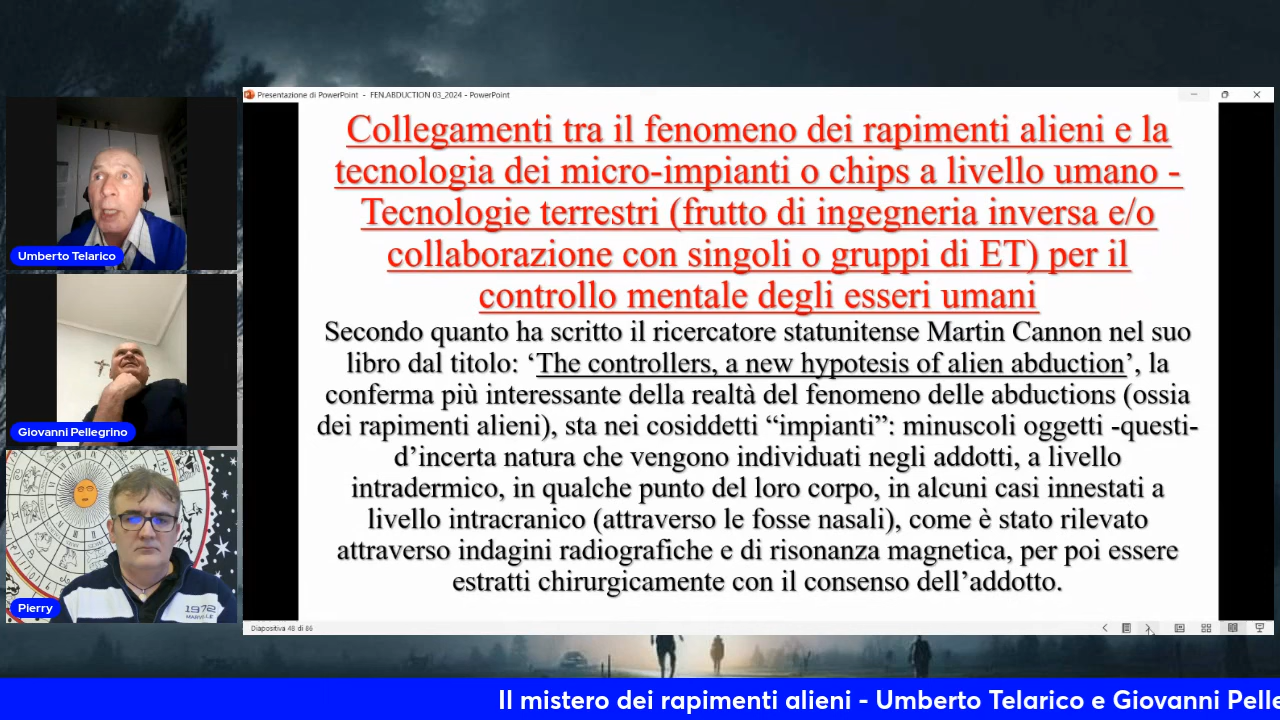 Presentazione di PowerPoint - FEN.ABDUCTION 03_2024 - PowerPoint
Collegamenti tra il fenomeno dei rapimenti alieni e la
tecnologia dei micro-impianti o chips a livello umano -
Tecnologie terrestri (frutto di ingegneria inversa e/o
collaborazione con singoli o gruppi di ET) per il
controllo mentale degli esseri umani
Secondo quanto ha scritto il ricercatore statunitense Martin Cannon nel suo
libro dal titolo: ‘The controllers, a new hypotesis of alien abduction’, la
conferma più interessante della realtà del fenomeno delle abductions (ossia
dei rapimenti alieni), sta nei cosiddetti “impianti”: minuscoli oggetti -questi-
d’incerta natura che vengono individuati negli addotti, a livello
intradermico, in qualche punto del loro corpo, in alcuni casi innestati a
livello intracranico (attraverso le fosse nasali), come è stato rilevato
attraverso indagini radiografiche e di risonanza magnetica, per poi essere
estratti chirurgicamente con il consenso dell’addotto.
Diapositiva 48 di 86
Umberto Telarico
Giovanni Pellegrino
1972
Pierry
Il mistero dei rapimenti alieni - Umberto Telarico e Giovanni Pelle